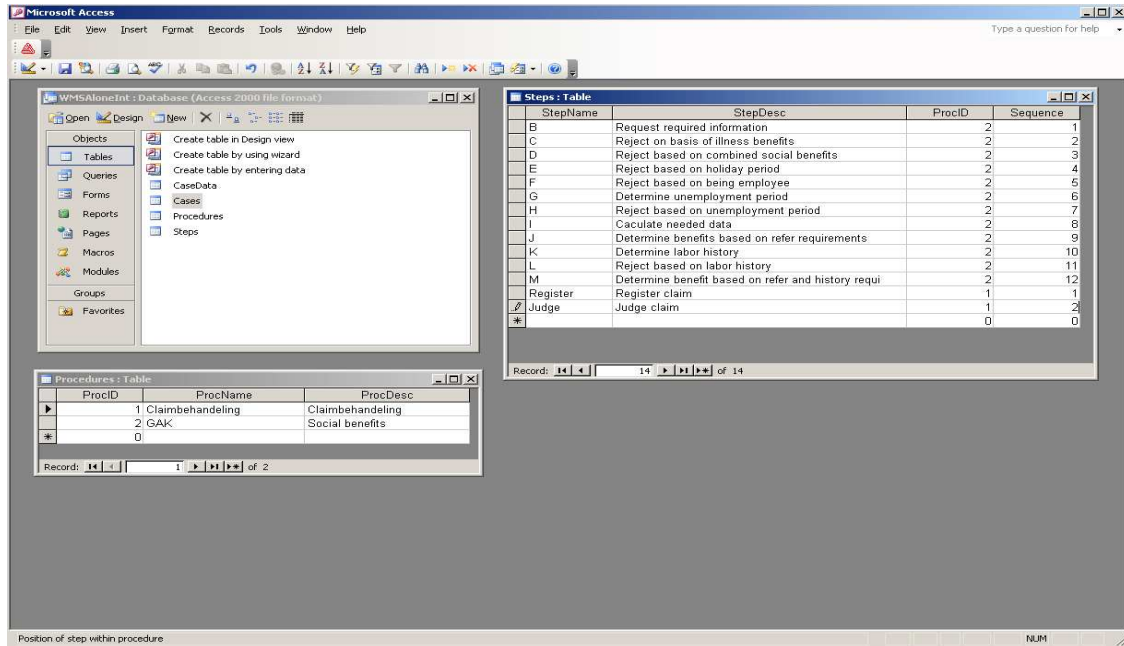 Microsoft Access
File Edit View Insert Format Records Tools Window Help
Type a question for help
WMSAloneInt : Database (Access 2000 file format)
Open Design New
Objects
Tables
Queries
Forms
Reports
Pages
Macros
Modules
Groups
Favorites
Create table in Design view
Create table by using wizard
Create table by entering data
CaseData
Cases
Procedures
Steps
Steps : Table
StepName StepDesc ProcID Sequence
B Request required information 2 1
C Reject on basis of illness benefits 2 2
D Reject based on combined social benefits 2 3
E Reject based on holiday period 2 4
F Reject based on being employee 2 5
G Determine unemployment period 2 6
H Reject based on unemployment period 2 7
I Caculate needed data 2 8
J Determine benefits based on refer requirements 2 9
K Determine labor history 2 10
L Reject based on labor history 2 11
M Determine benefit based on refer and history requi 2 12
Register Register claim 1 1
Judge Judge claim 1 2
0 0
Record: 14 of 14
Procedures : Table
ProcID ProcName ProcDesc
1 Claimbehandeling Claimbehandeling
2 GAK Social benefits
0
Record: 1 of 2
Position of step within procedure
NUM